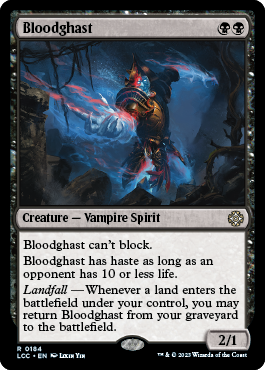 Bloodghast
Creature — Vampire Spirit
Bloodghast can't block.
Bloodghast has haste as long as an
opponent has 10 or less life.
Landfall — Whenever a land enters the
battlefield under your control, you may
return Bloodghast from your graveyard
to the battlefield.
2/1
R 0184
LCC • EN Lixin Yin
™ & © 2023 Wizards of the Coast